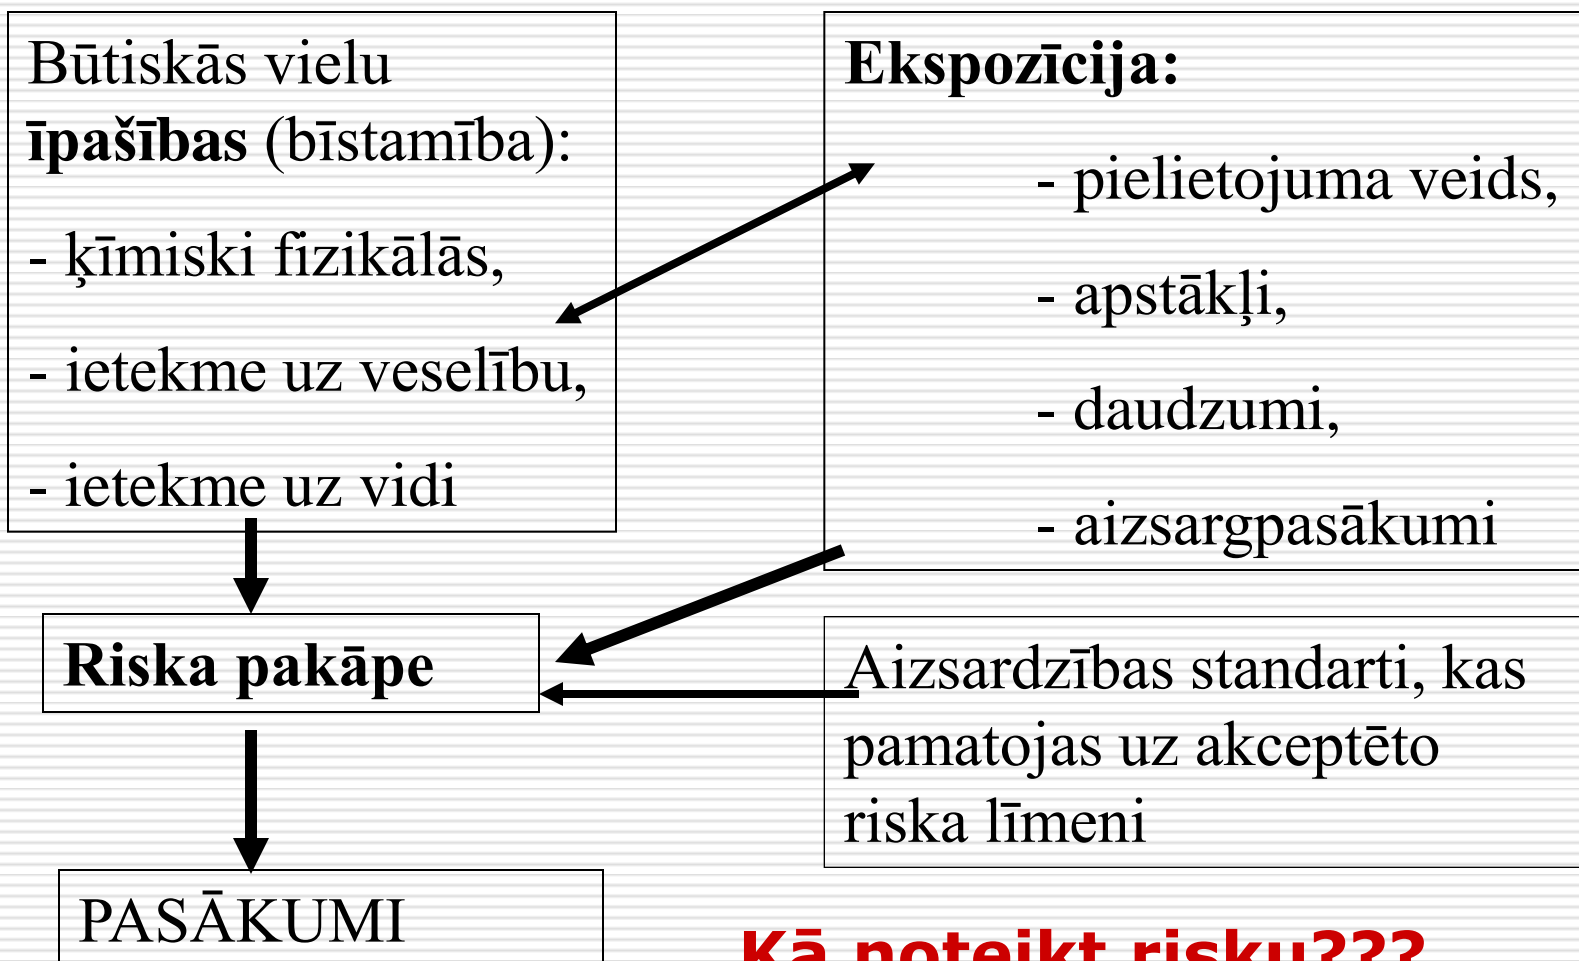 Būtiskās vielu
īpašības (bīstamība):
- ķīmiski fizikālās,
- ietekme uz veselību,
- ietekme uz vidi
Ekspozīcija:
- pielietojuma veids,
- apstākļi,
- daudzumi,
- aizsargpasākumi
Riska pakāpe
Aizsardzības standarti, kas
pamatojas uz akceptēto
riska līmeni
PASĀKUMI
Kā noteikt risku???